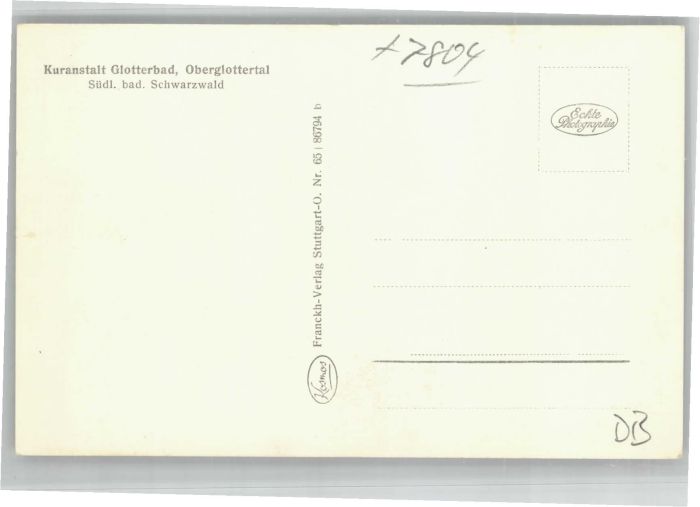 Kuranstalt Glotterbad, Oberglottertal
Südl. bad. Schwarzwald
+7804
Echte
Photographie
Franckh-Verlag Stuttgart-O. Nr. 65 | 86794 b
Kosmos
DB